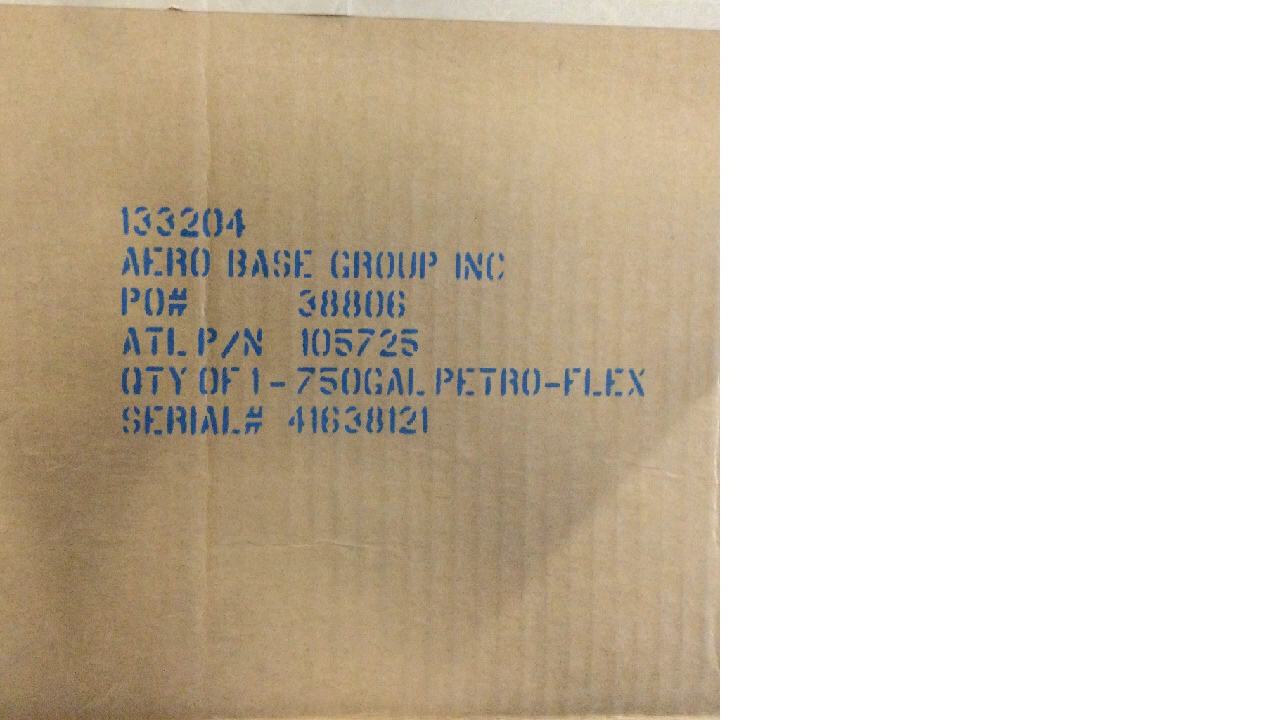 133204
AERO BASE GROUP INC
PO# 38806
ATL P/N 105725
QTY OF 1 - 750GAL PETRO-FLEX
SERIAL# 41638121